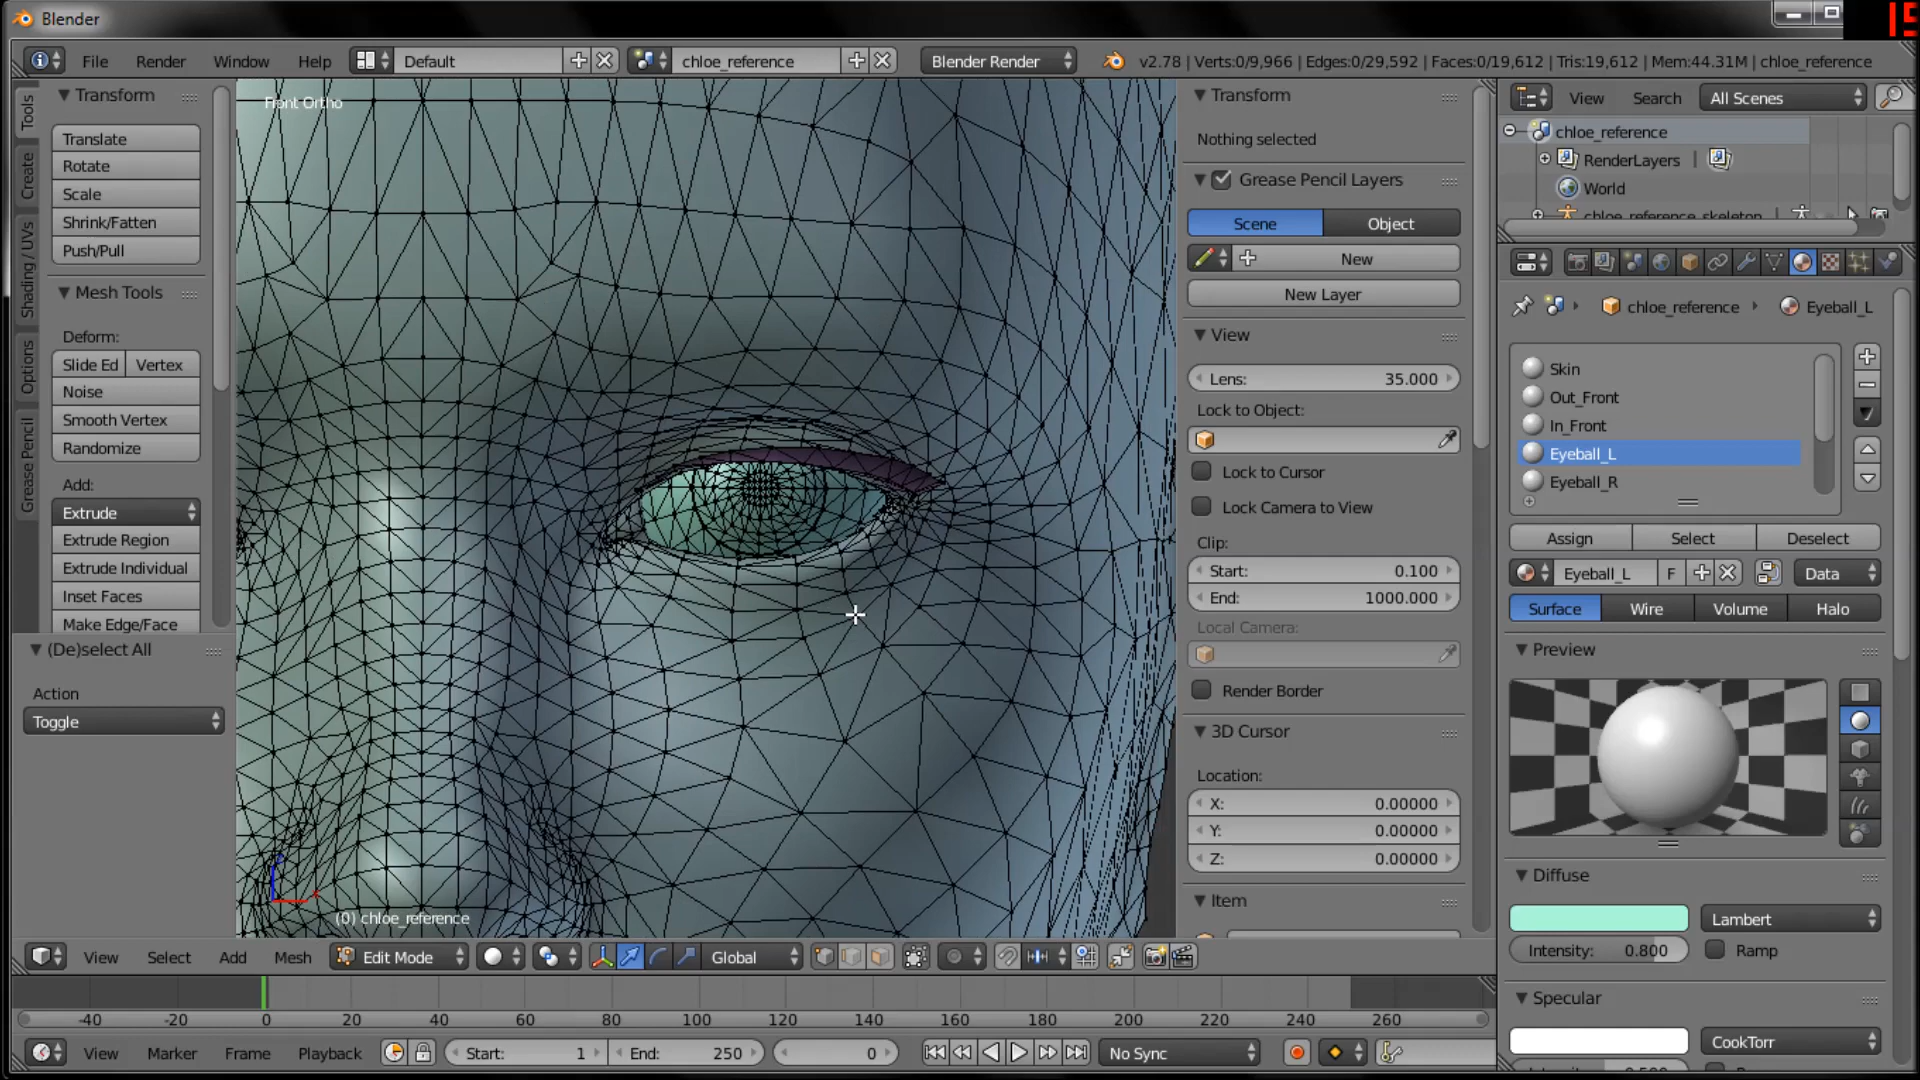 Blender
15
File Render Window Help Default chloe_reference Blender Render v2.78 | Verts:0/9,966 | Edges:0/29,592 | Faces:0/19,612 | Tris:19,612 | Mem:44.31M | chloe_reference
Tools
Create
Shading / UVs
Options
Grease Pencil
Transform
Translate
Rotate
Scale
Shrink/Fatten
Push/Pull
Mesh Tools
Deform:
Slide Ed Vertex
Noise
Smooth Vertex
Randomize
Add:
Extrude
Extrude Region
Extrude Individual
Inset Faces
Make Edge/Face
(De)select All
Action
Toggle
Front Ortho
(0) chloe_reference
Transform
Nothing selected
Grease Pencil Layers
Scene Object
New
New Layer
View
Lens: 35.000
Lock to Object:
Lock to Cursor
Lock Camera to View
Clip:
Start: 0.100
End: 1000.000
Local Camera:
Render Border
3D Cursor
Location:
X: 0.00000
Y: 0.00000
Z: 0.00000
Item
View Search All Scenes
chloe_reference
RenderLayers |
World
chloe_reference_skeleton
chloe_reference Eyeball_L
Skin
Out_Front
In_Front
Eyeball_L
Eyeball_R
Assign Select Deselect
Eyeball_L F Data
Surface Wire Volume Halo
Preview
Diffuse
Lambert
Intensity: 0.800 Ramp
Specular
CookTorr
View Select Add Mesh Edit Mode Global
-40 -20 0 20 40 60 80 100 120 140 160 180 200 220 240 260
View Marker Frame Playback Start: 1 End: 250 0 No Sync